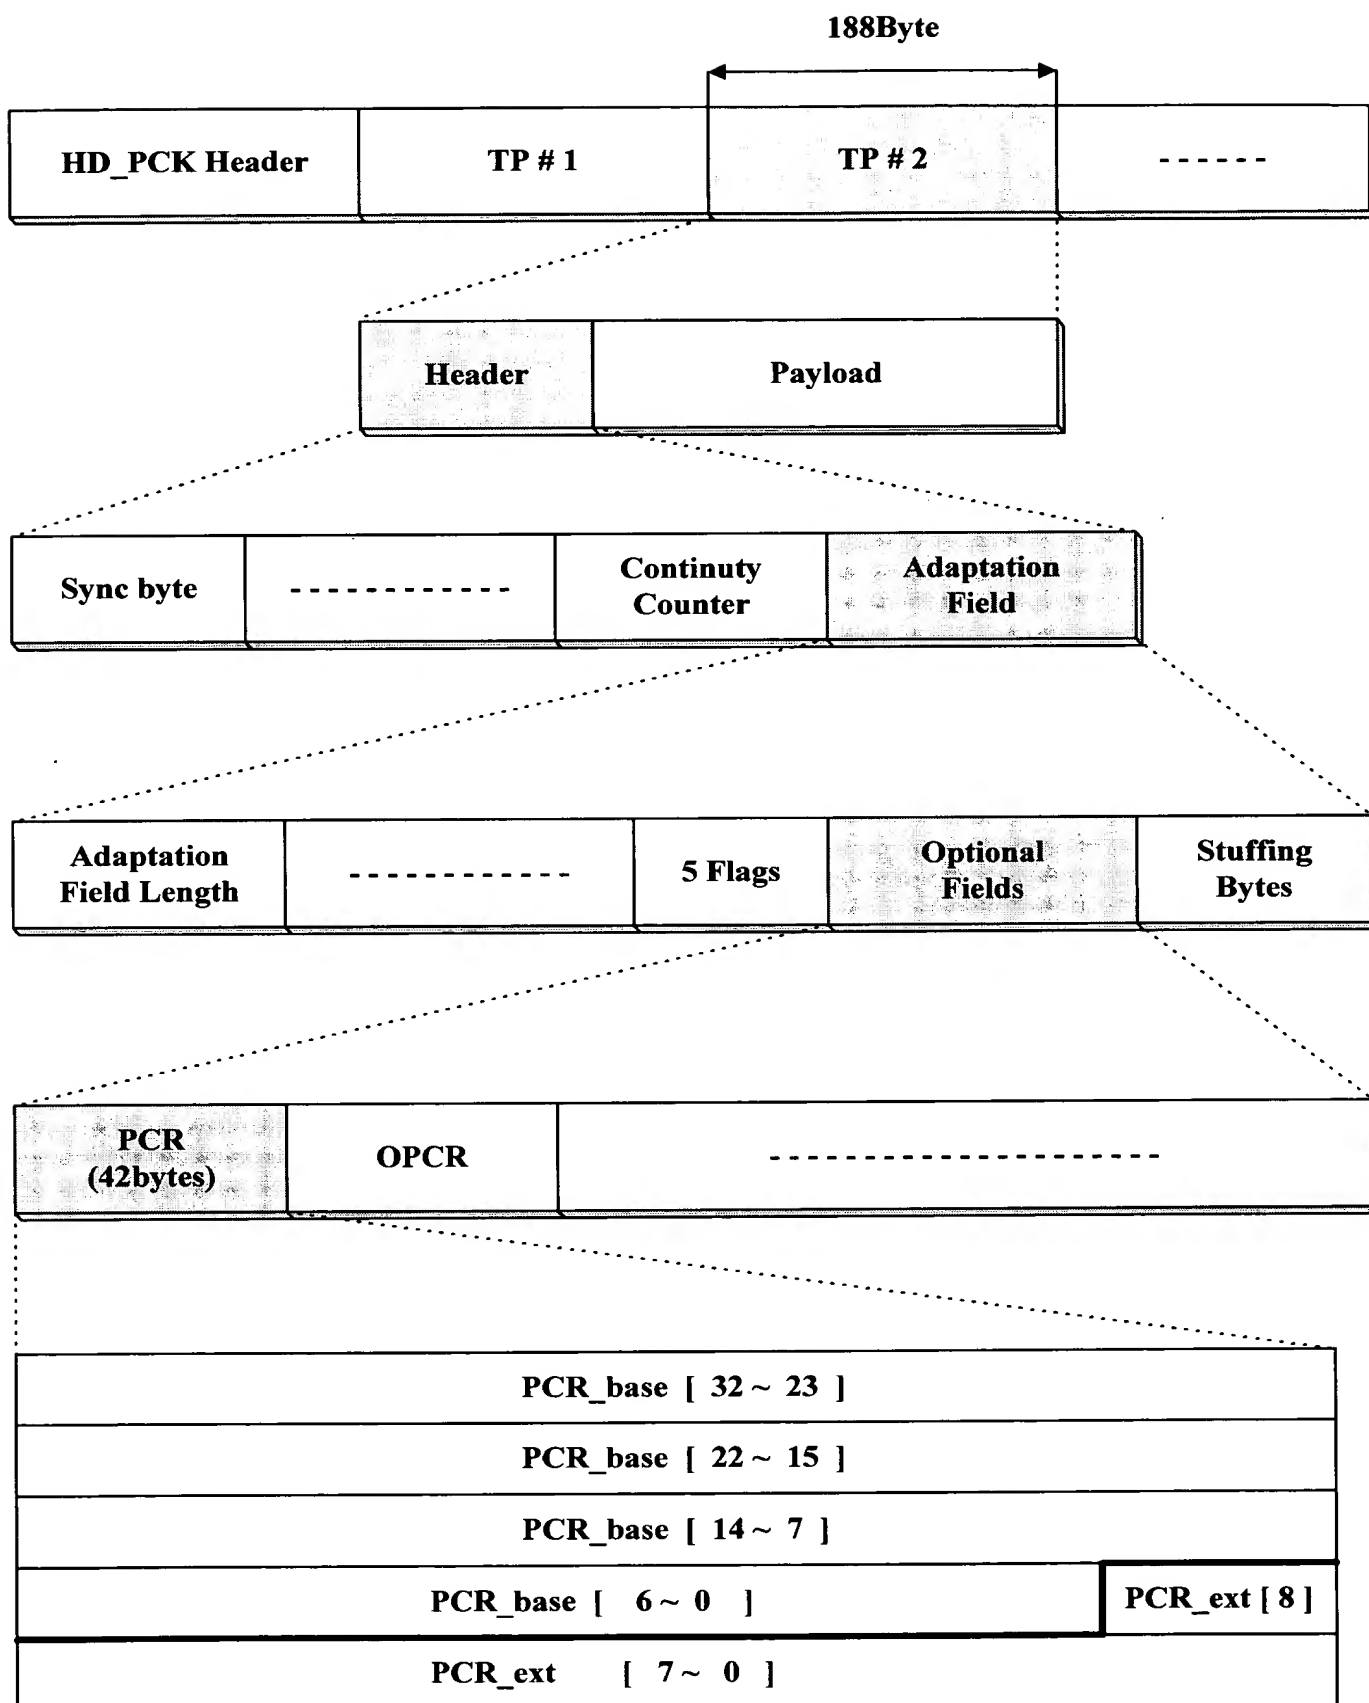 188Byte
HD_PCK Header
TP # 1
TP # 2
------
Header
Payload
Sync byte
------------
Continuty
Counter
Adaptation
Field
Adaptation
Field Length
------------
5 Flags
Optional
Fields
Stuffing
Bytes
PCR
(42bytes)
OPCR
---------------------
PCR_base [ 32 ~ 23 ]
PCR_base [ 22 ~ 15 ]
PCR_base [ 14 ~ 7 ]
PCR_base [ 6 ~ 0 ]
PCR_ext [ 8 ]
PCR_ext [ 7 ~ 0 ]